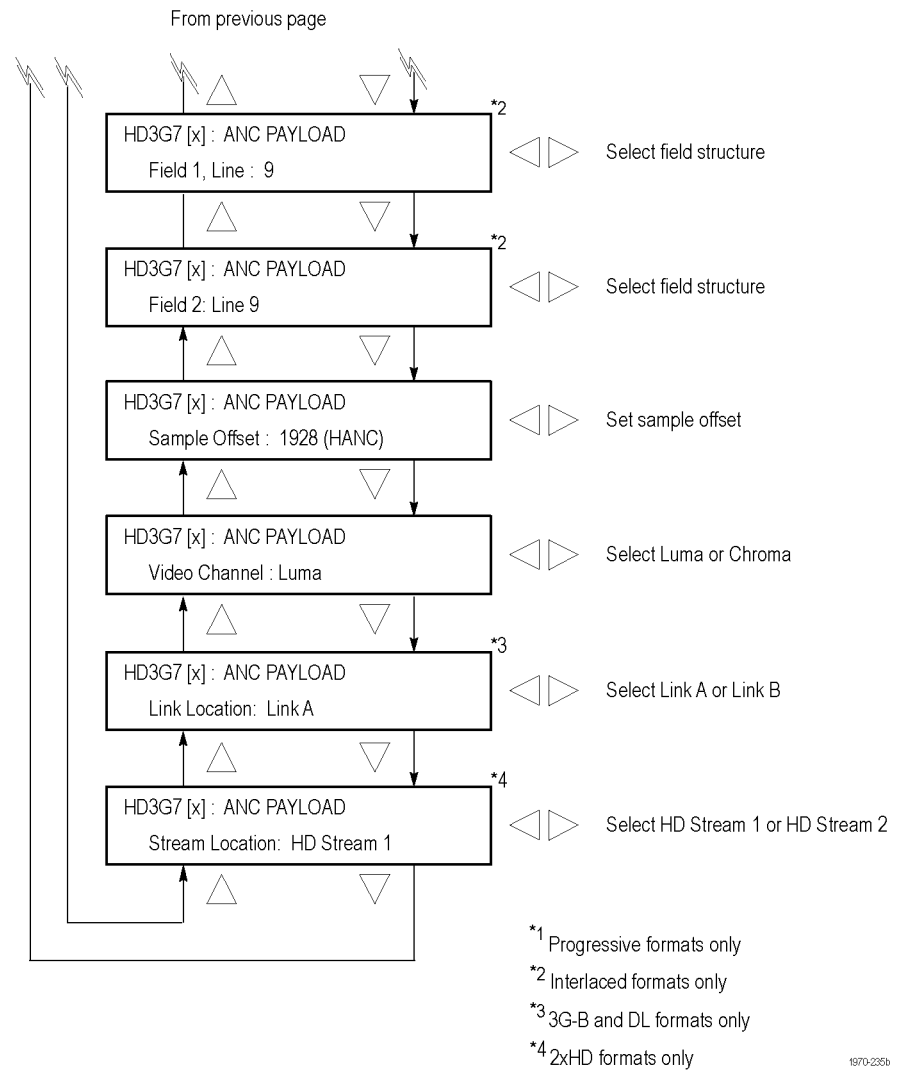 From previous page
*2
HD3G7 [x] : ANC PAYLOAD
Field 1, Line : 9
Select field structure
*2
HD3G7 [x] : ANC PAYLOAD
Field 2: Line 9
Select field structure
HD3G7 [x] : ANC PAYLOAD
Sample Offset : 1928 (HANC)
Set sample offset
HD3G7 [x] : ANC PAYLOAD
Video Channel : Luma
Select Luma or Chroma
*3
HD3G7 [x] : ANC PAYLOAD
Link Location: Link A
Select Link A or Link B
*4
HD3G7 [x] : ANC PAYLOAD
Stream Location: HD Stream 1
Select HD Stream 1 or HD Stream 2
*1 Progressive formats only
*2 Interlaced formats only
*3 3G-B and DL formats only
*4 2xHD formats only
1970-235b